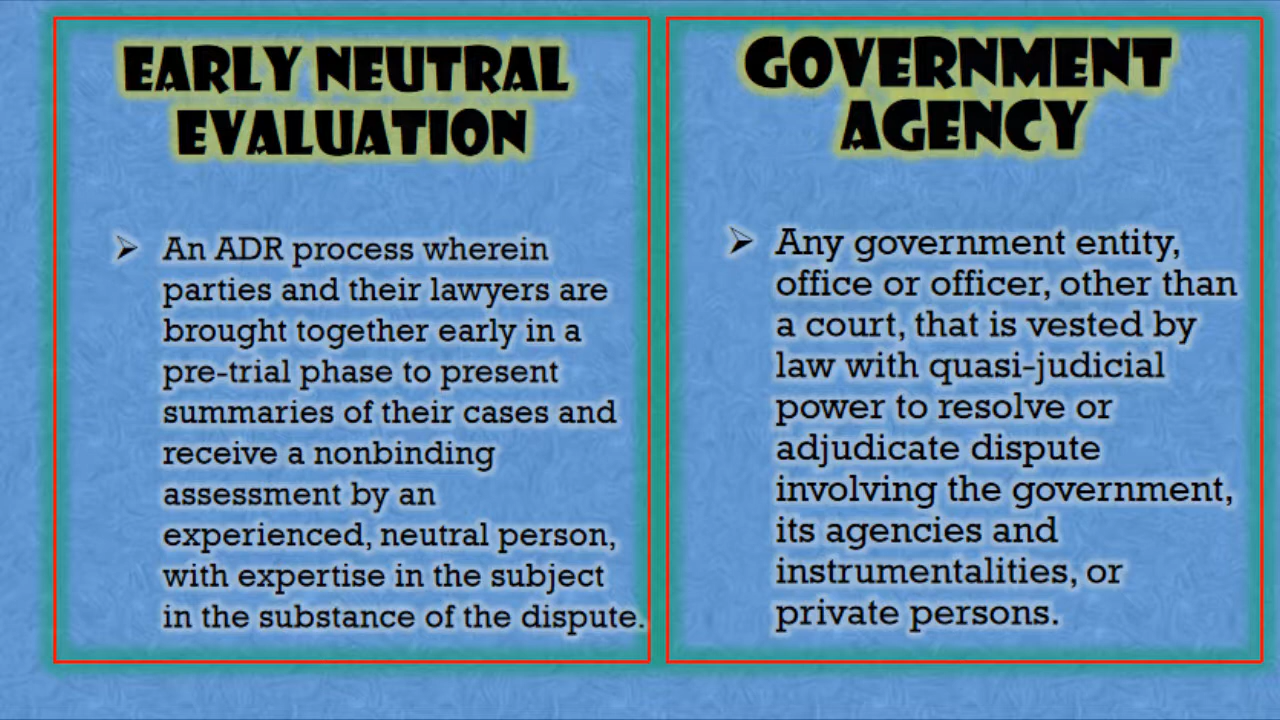 EARLY NEUTRAL
EVALUATION
An ADR process wherein
parties and their lawyers are
brought together early in a
pre-trial phase to present
summaries of their cases and
receive a nonbinding
assessment by an
experienced, neutral person,
with expertise in the subject
in the substance of the dispute.
GOVERNMENT
AGENCY
Any government entity,
office or officer, other than
a court, that is vested by
law with quasi-judicial
power to resolve or
adjudicate dispute
involving the government,
its agencies and
instrumentalities, or
private persons.